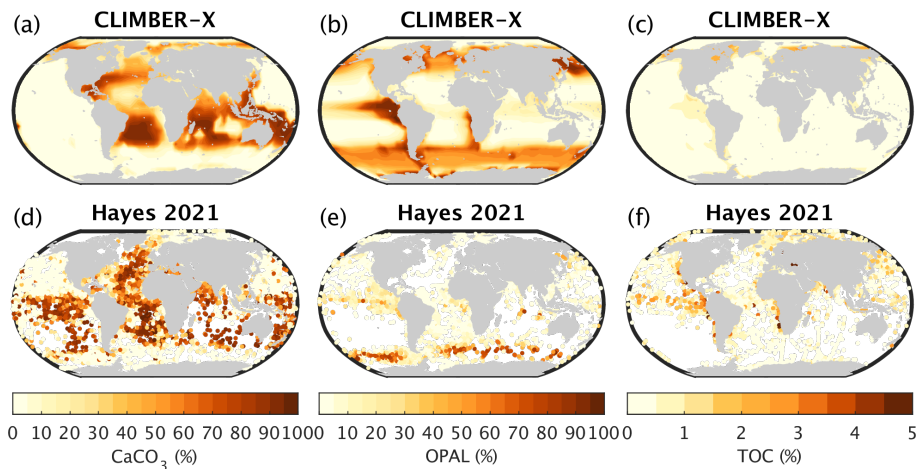 (a) CLIMBER-X
(b) CLIMBER-X
(c) CLIMBER-X
(d) Hayes 2021
(e) Hayes 2021
(f) Hayes 2021
0 10 20 30 40 50 60 70 80 90100
0 10 20 30 40 50 60 70 80 90100
0 1 2 3 4 5
CaCO₃ (%)
OPAL (%)
TOC (%)